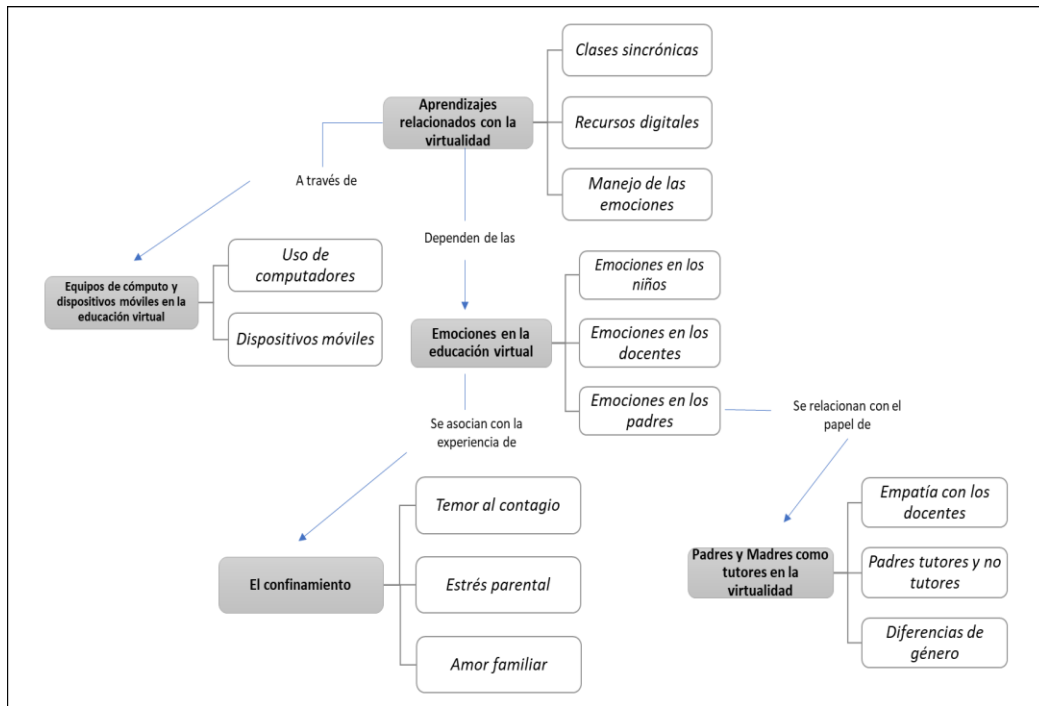 Clases sincrónicas
Aprendizajes
relacionados con la
virtualidad
Recursos digitales
Manejo de las
emociones
A través de
Dependen de las
Uso de
computadores
Equipos de cómputo y
dispositivos móviles en la
educación virtual
Dispositivos móviles
Emociones en los
niños
Emociones en la
educación virtual
Emociones en los
docentes
Emociones en los
padres
Se asocian con la
experiencia de
Se relacionan con el
papel de
Temor al contagio
El confinamiento
Estrés parental
Amor familiar
Empatía con los
docentes
Padres y Madres como
tutores en la
virtualidad
Padres tutores y no
tutores
Diferencias de
género